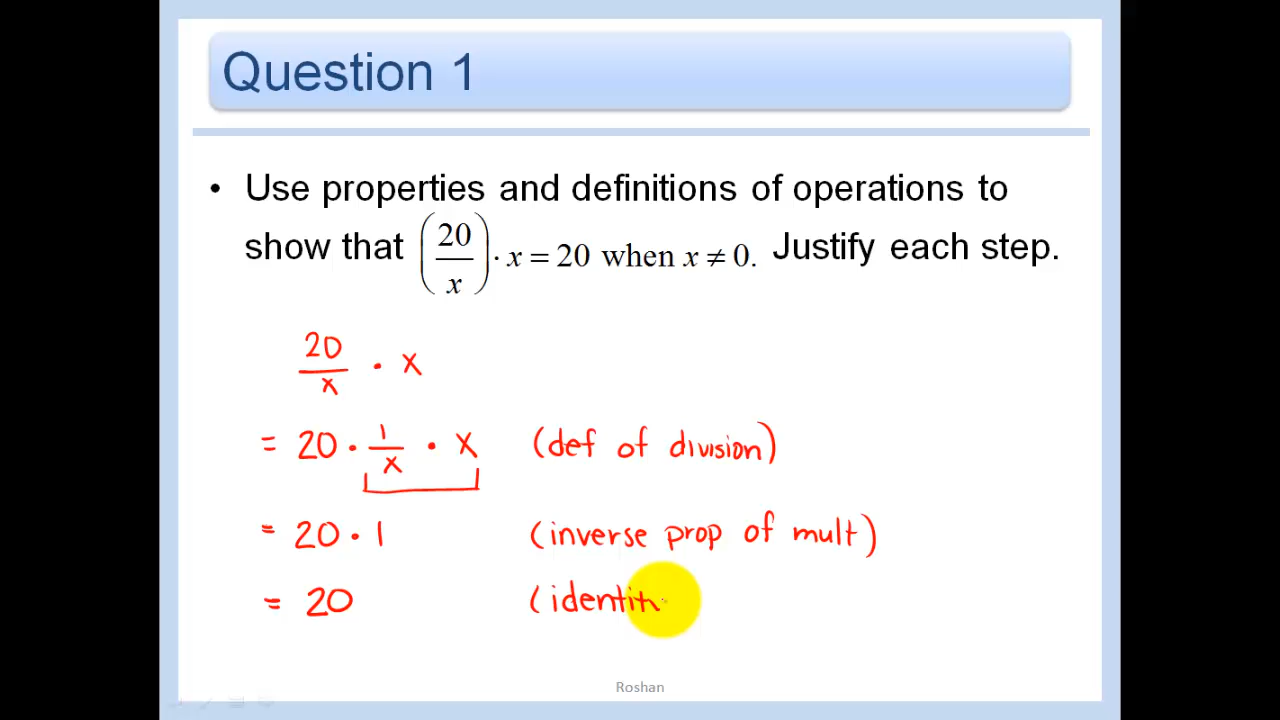 Question 1
• Use properties and definitions of operations to
show that (20/x) · x = 20 when x ≠ 0. Justify each step.
20/x · x
= 20 · 1/x · x (def of division)
= 20 · 1 (inverse prop of mult)
= 20 (identit
Roshan